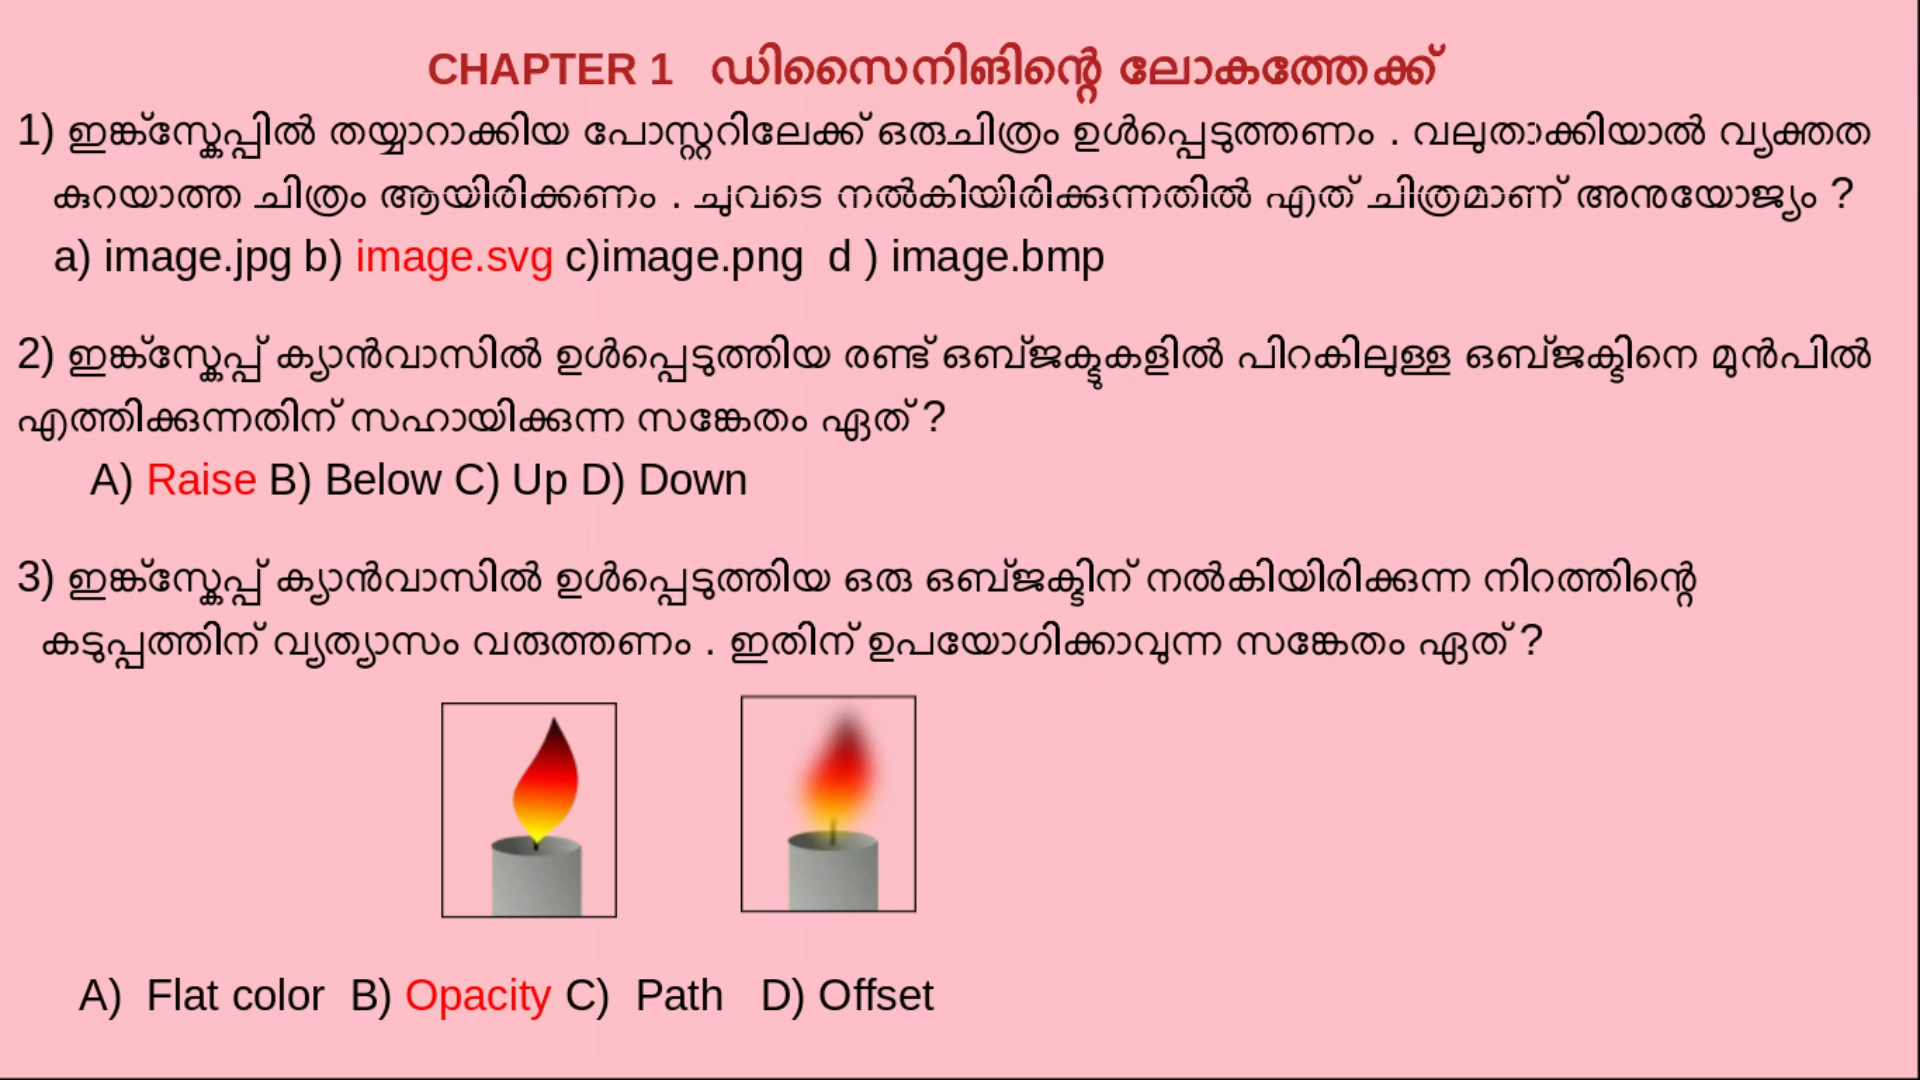 CHAPTER 1 ഡിസൈനിങിന്റെ ലോകത്തേക്ക്
1) ഇങ്ക്സ്കേപ്പിൽ തയ്യാറാക്കിയ പോസ്റ്ററിലേക്ക് ഒരുചിത്രം ഉൾപ്പെടുത്തണം . വലുതാക്കിയാൽ വ്യക്തത
കുറയാത്ത ചിത്രം ആയിരിക്കണം . ചുവടെ നൽകിയിരിക്കുന്നതിൽ എത് ചിത്രമാണ് അനുയോജ്യം ?
a) image.jpg b) image.svg c)image.png d ) image.bmp
2) ഇങ്ക്സ്കേപ്പ് ക്യാൻവാസിൽ ഉൾപ്പെടുത്തിയ രണ്ട് ഒബ്ജക്ടുകളിൽ പിറകിലുള്ള ഒബ്ജക്ടിനെ മുൻപിൽ
എത്തിക്കുന്നതിന് സഹായിക്കുന്ന സങ്കേതം ഏത് ?
A) Raise B) Below C) Up D) Down
3) ഇങ്ക്സ്കേപ്പ് ക്യാൻവാസിൽ ഉൾപ്പെടുത്തിയ ഒരു ഒബ്ജക്ടിന് നൽകിയിരിക്കുന്ന നിറത്തിന്റെ
കടുപ്പത്തിന് വ്യത്യാസം വരുത്തണം . ഇതിന് ഉപയോഗിക്കാവുന്ന സങ്കേതം ഏത് ?
A) Flat color B) Opacity C) Path D) Offset